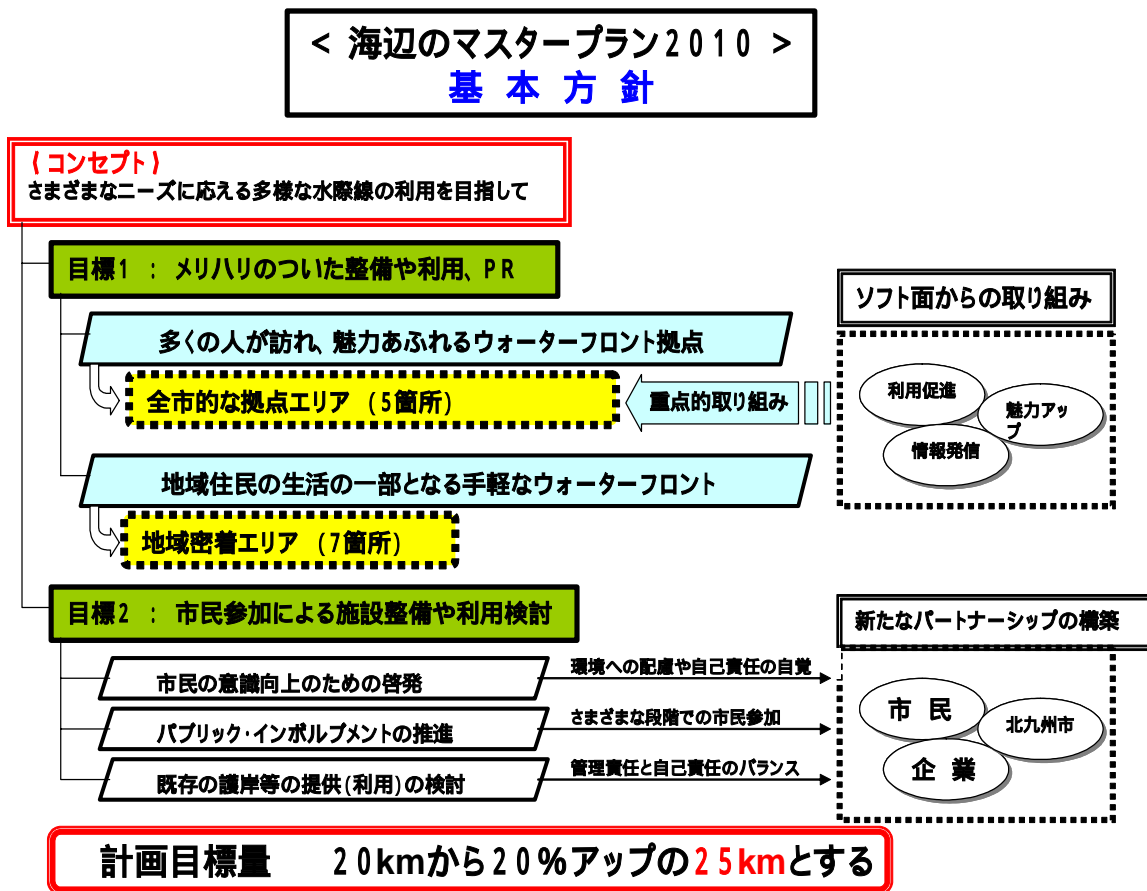 < 海辺のマスタープラン2010 >
基 本 方 針
{コンセプト}
さまざまなニーズに応える多様な水際線の利用を目指して
目標1 : メリハリのついた整備や利用、PR
多くの人が訪れ、魅力あふれるウォーターフロント拠点
全市的な拠点エリア (5箇所)
重点的取り組み
ソフト面からの取り組み
利用促進
魅力アッ
プ
情報発信
地域住民の生活の一部となる手軽なウォーターフロント
地域密着エリア (7箇所)
目標2 : 市民参加による施設整備や利用検討
新たなパートナーシップの構築
市民の意識向上のための啓発
環境への配慮や自己責任の自覚
パブリック・インボルブメントの推進
さまざまな段階での市民参加
既存の護岸等の提供(利用)の検討
管理責任と自己責任のバランス
市 民
北九州市
企 業
計画目標量 20kmから20%アップの25kmとする